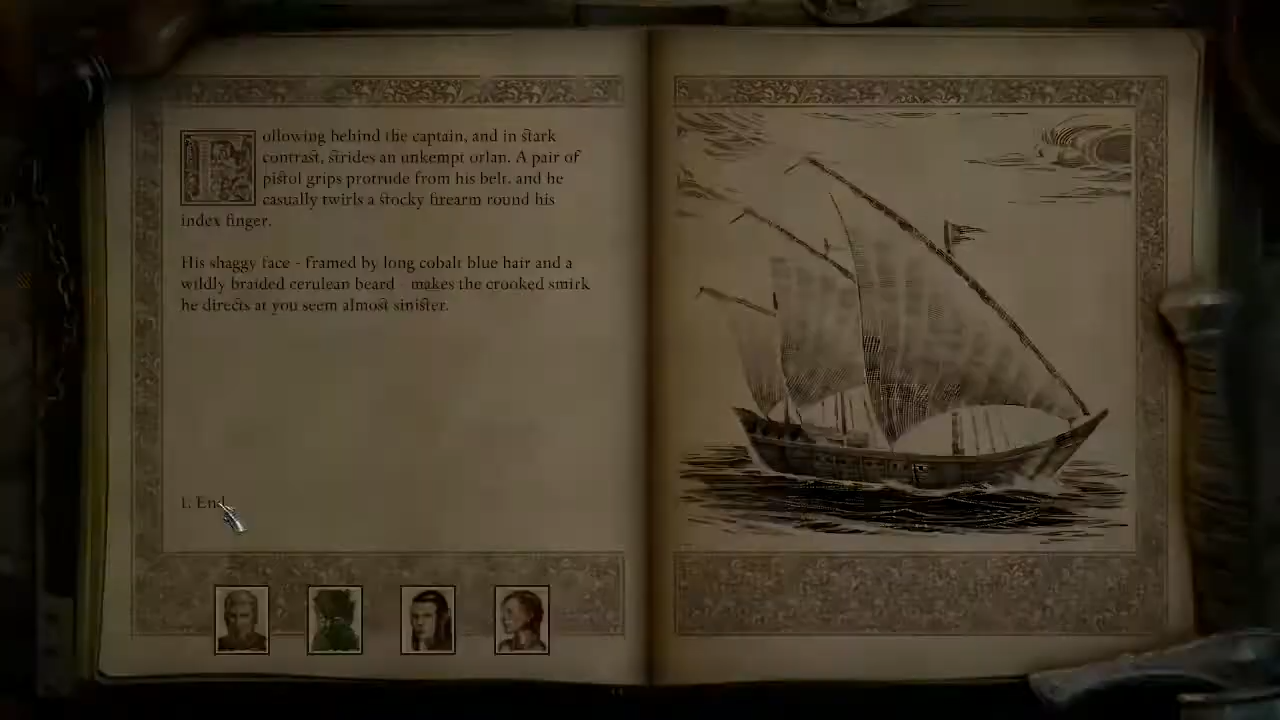 Following behind the captain, and in stark
contrast, strides an unkempt orlan. A pair of
pistol grips protrude from his belt, and he
casually twirls a stocky firearm round his
index finger.
His shaggy face - framed by long cobalt blue hair and a
wildly braided cerulean beard - makes the crooked smirk
he directs at you seem almost sinister.
1. End